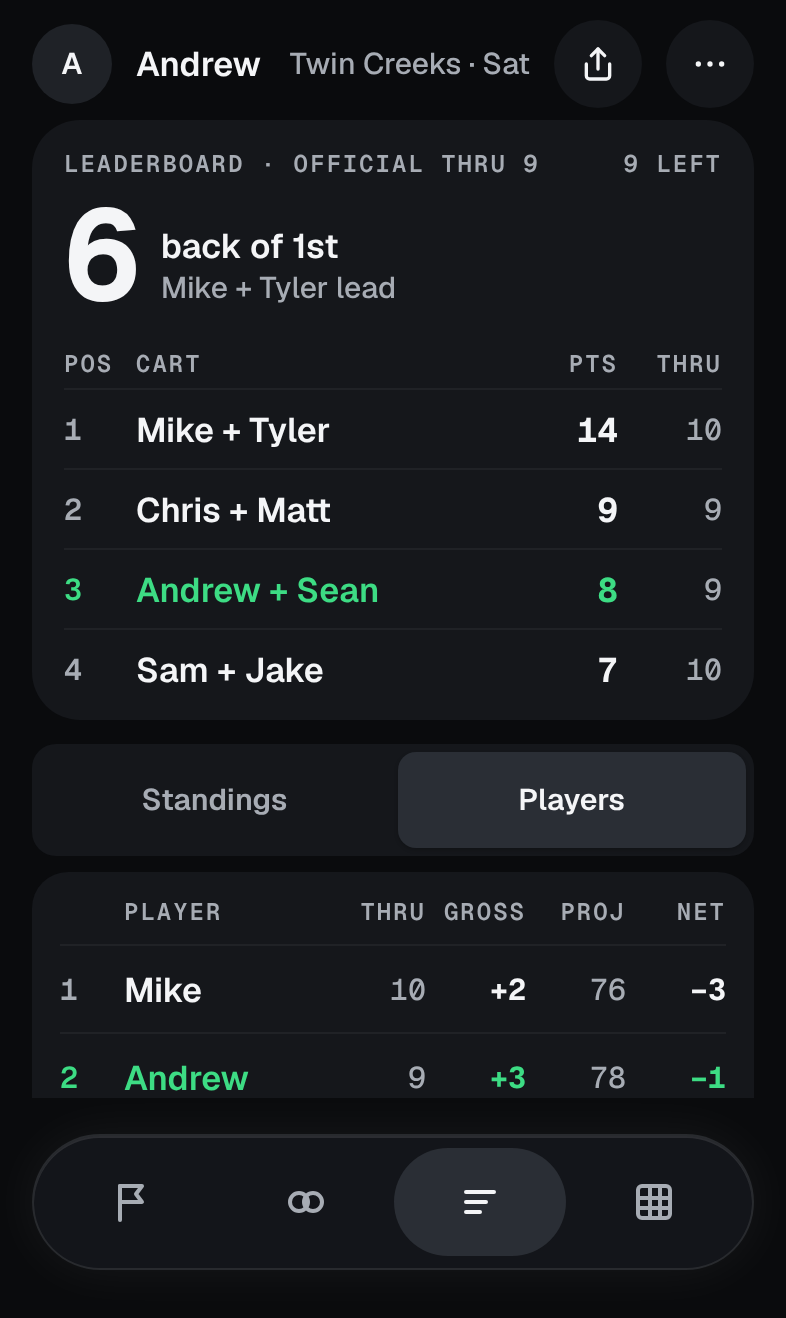 A Andrew Twin Creeks · Sat
LEADERBOARD · OFFICIAL THRU 9 9 LEFT
6 back of 1st
Mike + Tyler lead
POS CART PTS THRU
1 Mike + Tyler 14 10
2 Chris + Matt 9 9
3 Andrew + Sean 8 9
4 Sam + Jake 7 10
Standings Players
PLAYER THRU GROSS PROJ NET
1 Mike 10 +2 76 −3
2 Andrew 9 +3 78 −1